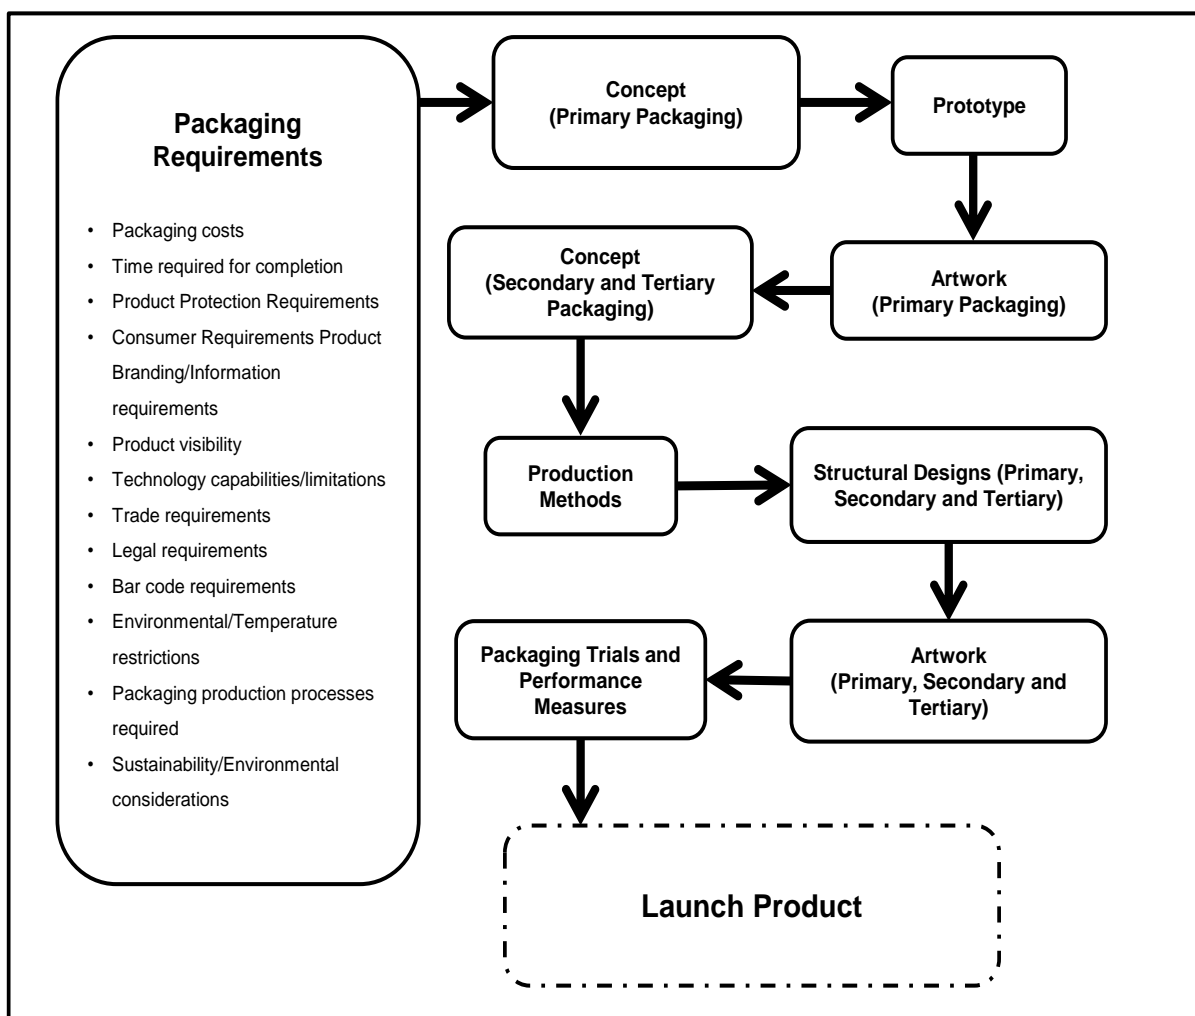 Packaging
Requirements
• Packaging costs
• Time required for completion
• Product Protection Requirements
• Consumer Requirements Product
Branding/Information
requirements
• Product visibility
• Technology capabilities/limitations
• Trade requirements
• Legal requirements
• Bar code requirements
• Environmental/Temperature
restrictions
• Packaging production processes
required
• Sustainability/Environmental
considerations
Concept
(Primary Packaging)
Prototype
Artwork
(Primary Packaging)
Concept
(Secondary and Tertiary
Packaging)
Production
Methods
Structural Designs (Primary,
Secondary and Tertiary)
Artwork
(Primary, Secondary and
Tertiary)
Packaging Trials and
Performance
Measures
Launch Product